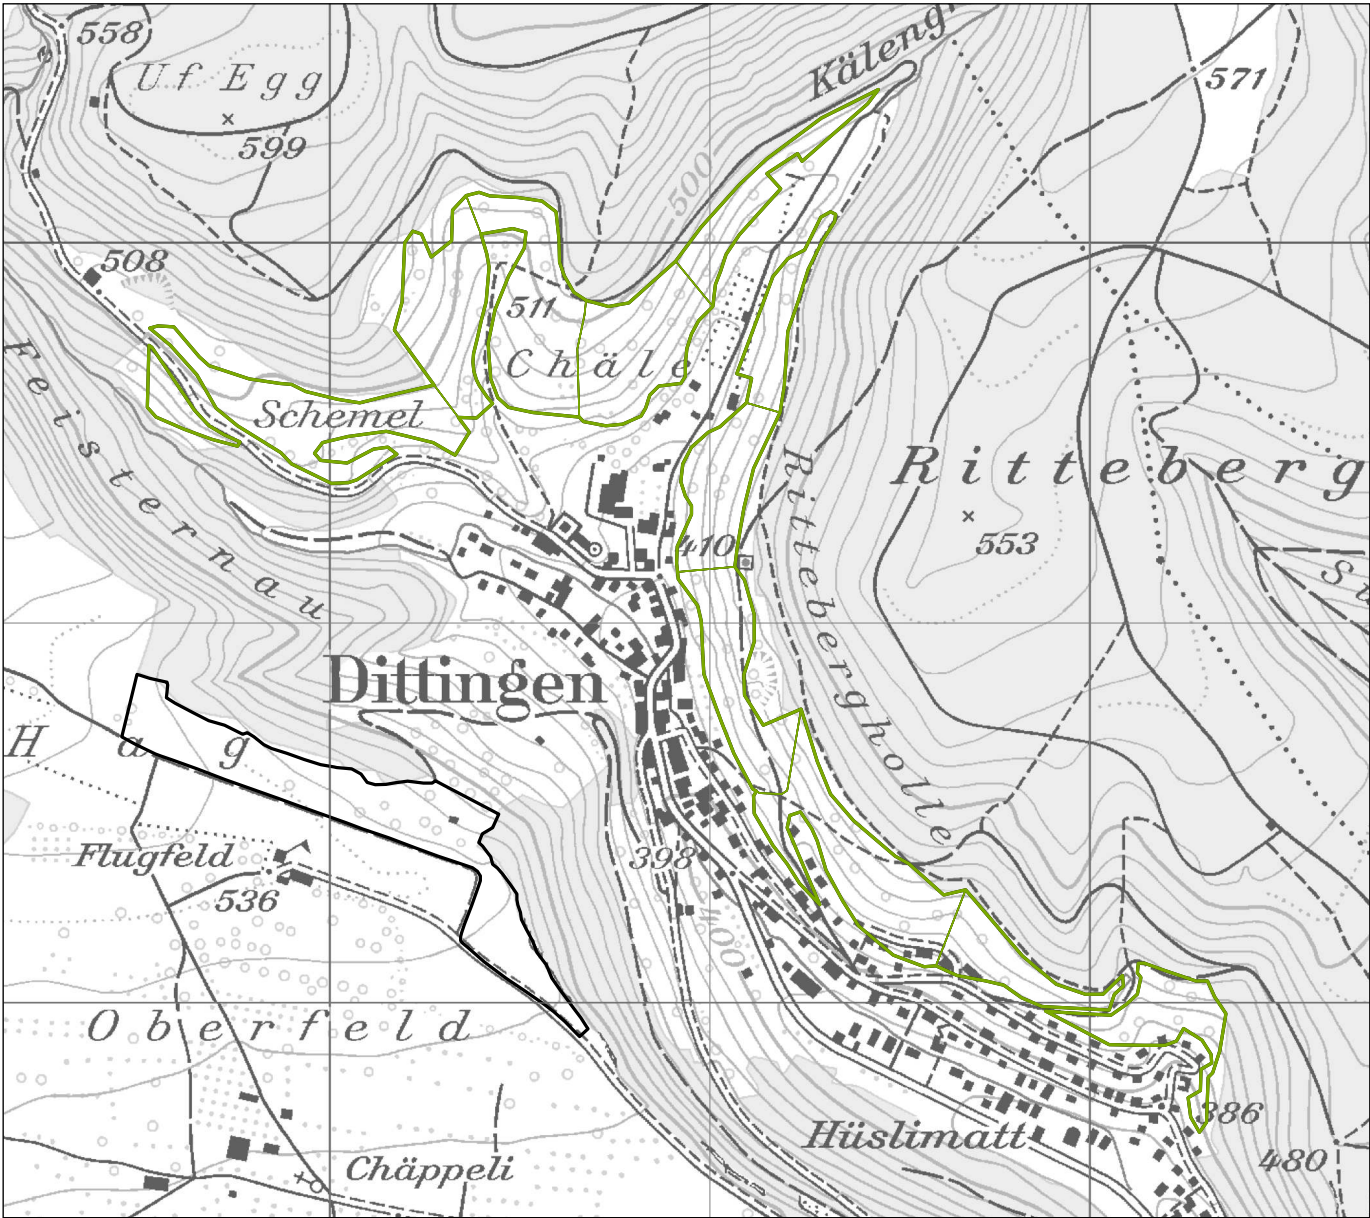 558
Käleng
Uf Egg
571
599
500
508
511
Feisternau
Chäle
Schemel
Ritteberg
553
410
Rittebergholle
Dittingen
Hag
Flugfeld
398
536
400
Oberfeld
386
Hüslimatt
480
Chäppeli